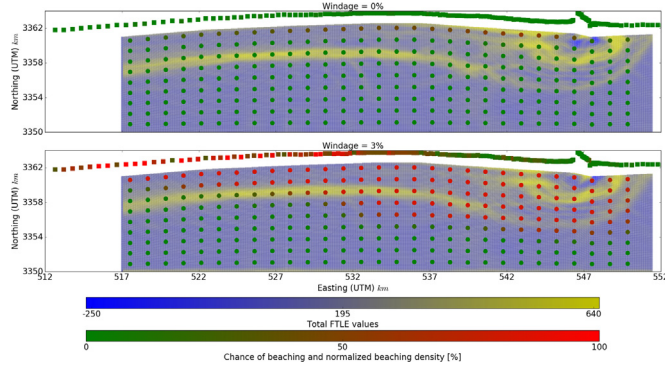 Windage = 0%
3362
3358
3354
3350
Northing (UTM) km
Windage = 3%
3362
3358
3354
3350
Northing (UTM) km
512 517 522 527 532 537 542 547 552
Easting (UTM) km
-250 195 640
Total FTLE values
0 50 100
Chance of beaching and normalized beaching density [%]